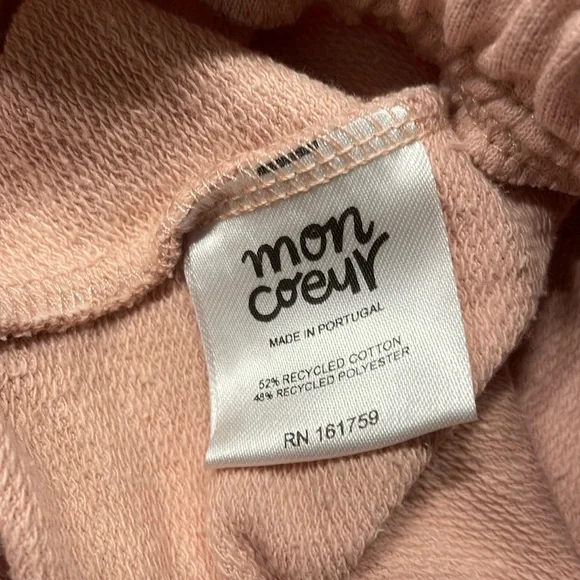 mon
coeur
MADE IN PORTUGAL
52% RECYCLED COTTON
48% RECYCLED POLYESTER
RN 161759